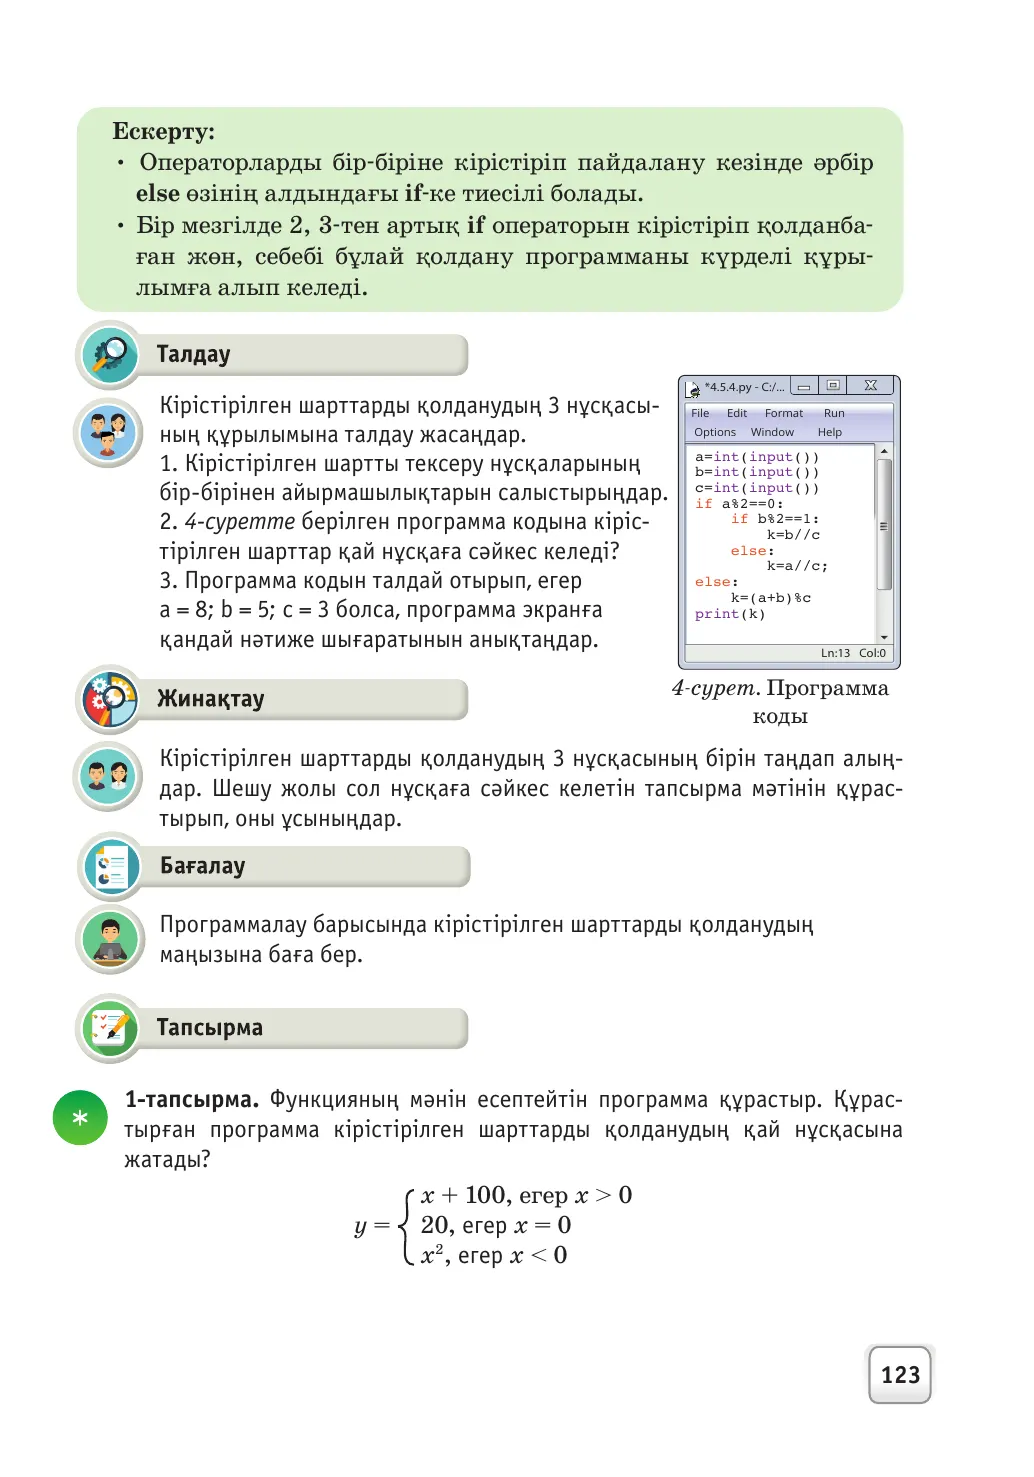 Ескерту:
• Операторларды бір-біріне кірістіріп пайдалану кезінде әрбір
else өзінің алдындағы if-ке тиесілі болады.
• Бір мезгілде 2, 3-тен артық if операторын кірістіріп қолданба-
ған жөн, себебі бұлай қолдану программаны күрделі құры-
лымға алып келеді.
Талдау
Кірістірілген шарттарды қолданудың 3 нұсқасы-
ның құрылымына талдау жасаңдар.
1. Кірістірілген шартты тексеру нұсқаларының
бір-бірінен айырмашылықтарын салыстырыңдар.
2. 4-суретте берілген программа кодына кіріс-
тірілген шарттар қай нұсқаға сәйкес келеді?
3. Программа кодын талдай отырып, егер
a = 8; b = 5; c = 3 болса, программа экранға
қандай нәтиже шығаратынын анықтаңдар.
*4.5.4.py - C:/...
File Edit Format Run
Options Window Help
a=int(input())
b=int(input())
c=int(input())
if a%2==0:
if b%2==1:
k=b//c
else:
k=a//c;
else:
k=(a+b)%c
print(k)
Ln:13 Col:0
4-сурет. Программа
коды
Жинақтау
Кірістірілген шарттарды қолданудың 3 нұсқасының бірін таңдап алың-
дар. Шешу жолы сол нұсқаға сәйкес келетін тапсырма мәтінін құрас-
тырып, оны ұсыныңдар.
Бағалау
Программалау барысында кірістірілген шарттарды қолданудың
маңызына баға бер.
Тапсырма
* 1-тапсырма. Функцияның мәнін есептейтін программа құрастыр. Құрас-
тырған программа кірістірілген шарттарды қолданудың қай нұсқасына
жатады?
x + 100, егер x > 0
y = { 20, егер x = 0
x², егер x < 0
123